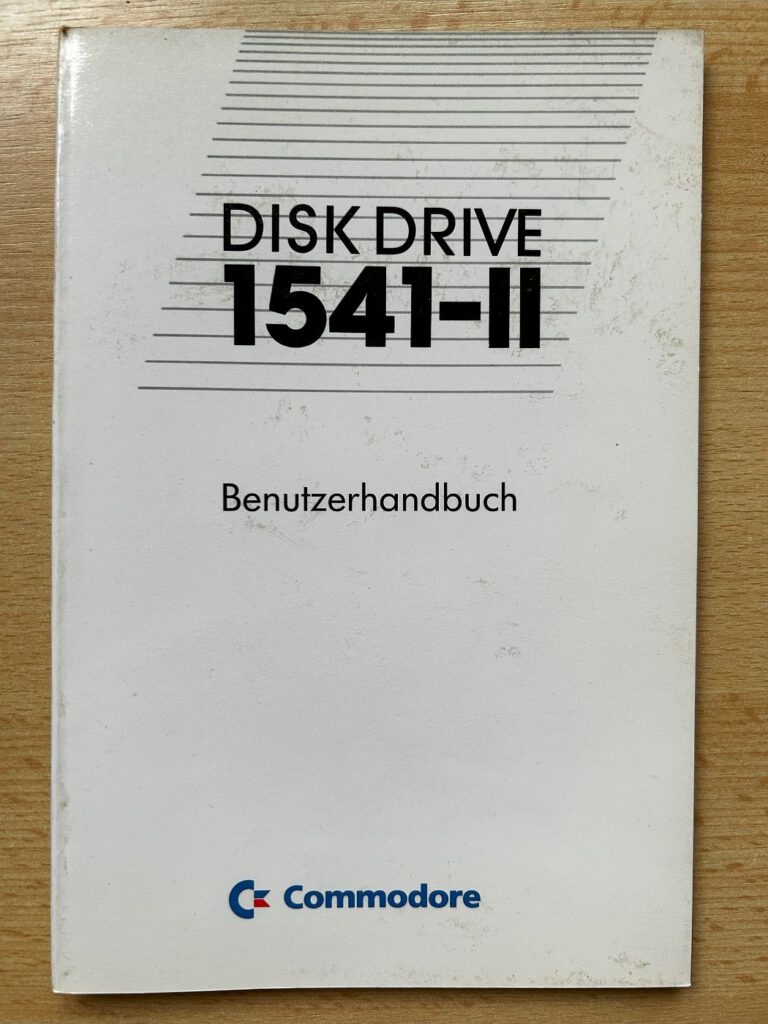 DISK DRIVE
1541-II
Benutzerhandbuch
Commodore